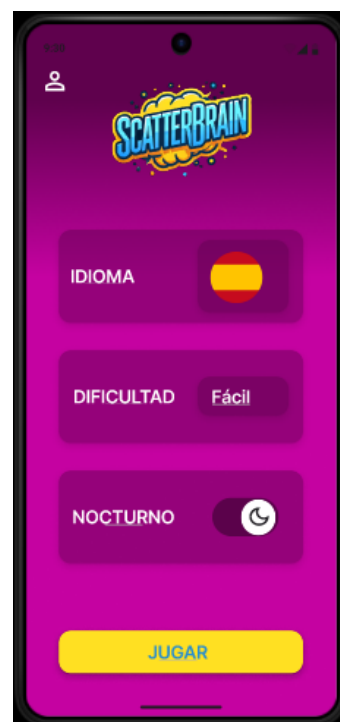 SCATTERBRAIN
IDIOMA
DIFICULTAD Fácil
NOCTURNO
JUGAR